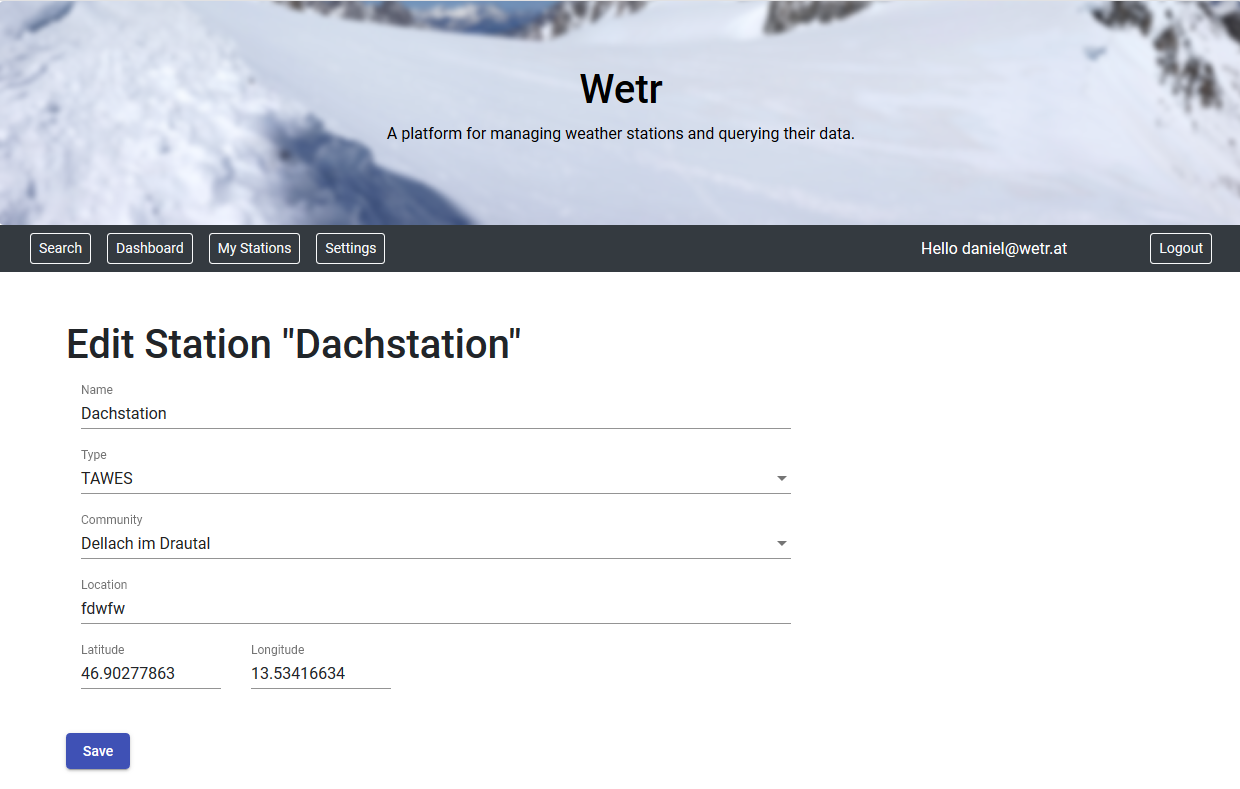 Wetr
A platform for managing weather stations and querying their data.
Search Dashboard My Stations Settings Hello daniel@wetr.at Logout
Edit Station "Dachstation"
Name
Dachstation
Type
TAWES
Community
Dellach im Drautal
Location
fdwfw
Latitude Longitude
46.90277863 13.53416634
Save